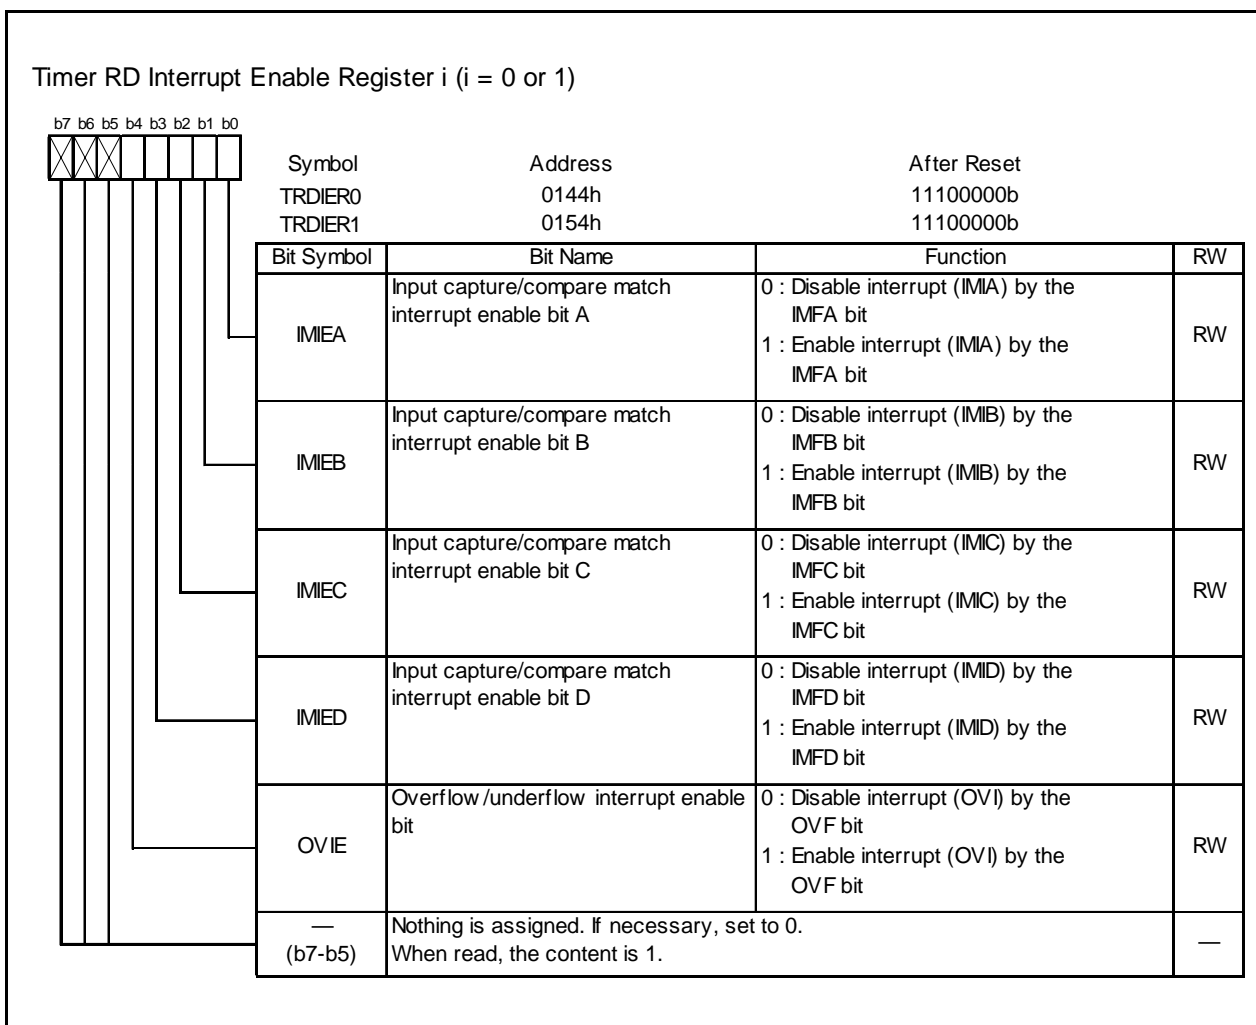 Timer RD Interrupt Enable Register i (i = 0 or 1)
b7 b6 b5 b4 b3 b2 b1 b0
Symbol Address After Reset
TRDIER0 0144h 11100000b
TRDIER1 0154h 11100000b
Bit Symbol Bit Name Function RW
IMIEA
Input capture/compare match
interrupt enable bit A
0 : Disable interrupt (IMIA) by the
IMFA bit
1 : Enable interrupt (IMIA) by the
IMFA bit
RW
IMIEB
Input capture/compare match
interrupt enable bit B
0 : Disable interrupt (IMIB) by the
IMFB bit
1 : Enable interrupt (IMIB) by the
IMFB bit
RW
IMIEC
Input capture/compare match
interrupt enable bit C
0 : Disable interrupt (IMIC) by the
IMFC bit
1 : Enable interrupt (IMIC) by the
IMFC bit
RW
IMIED
Input capture/compare match
interrupt enable bit D
0 : Disable interrupt (IMID) by the
IMFD bit
1 : Enable interrupt (IMID) by the
IMFD bit
RW
OVIE
Overflow/underflow interrupt enable
bit
0 : Disable interrupt (OVI) by the
OVF bit
1 : Enable interrupt (OVI) by the
OVF bit
RW
—
(b7-b5)
Nothing is assigned. If necessary, set to 0.
When read, the content is 1.
—